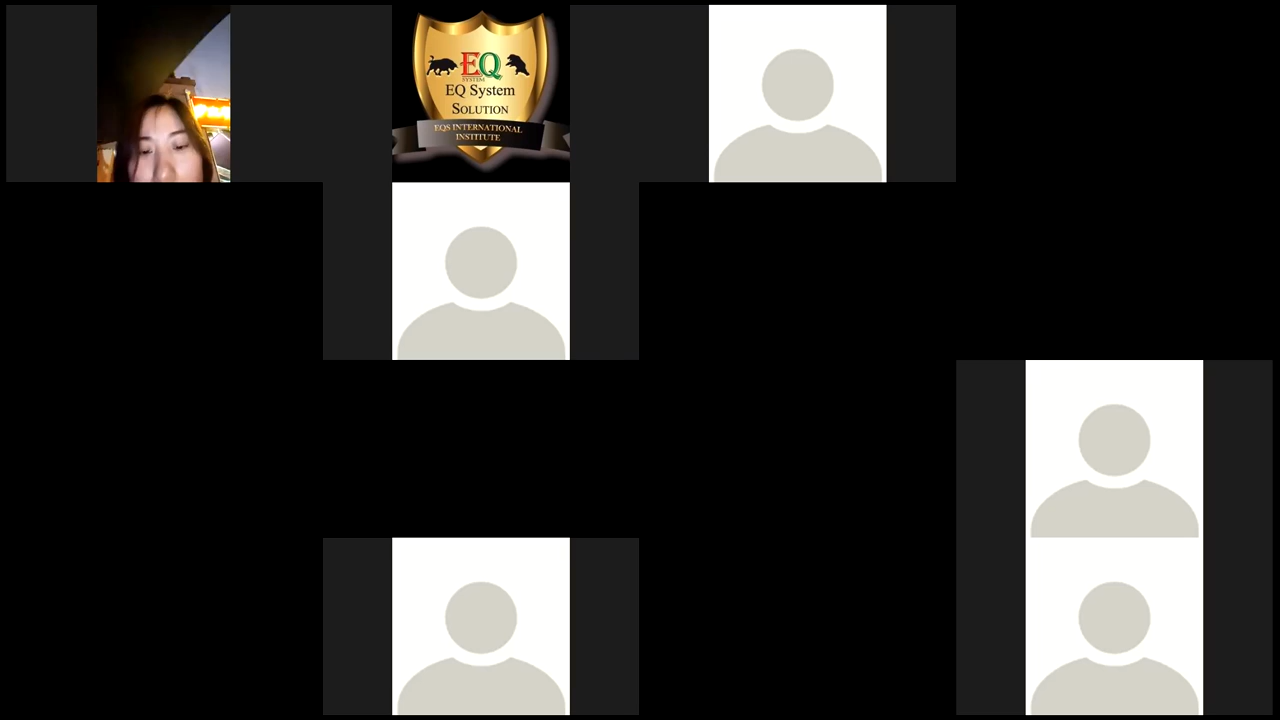 EQ
SYSTEM
EQ System
SOLUTION
EQS INTERNATIONAL
INSTITUTE